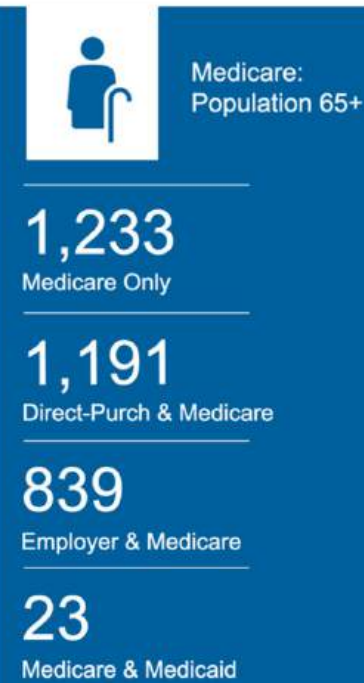 Medicare:
Population 65+
1,233
Medicare Only
1,191
Direct-Purch & Medicare
839
Employer & Medicare
23
Medicare & Medicaid